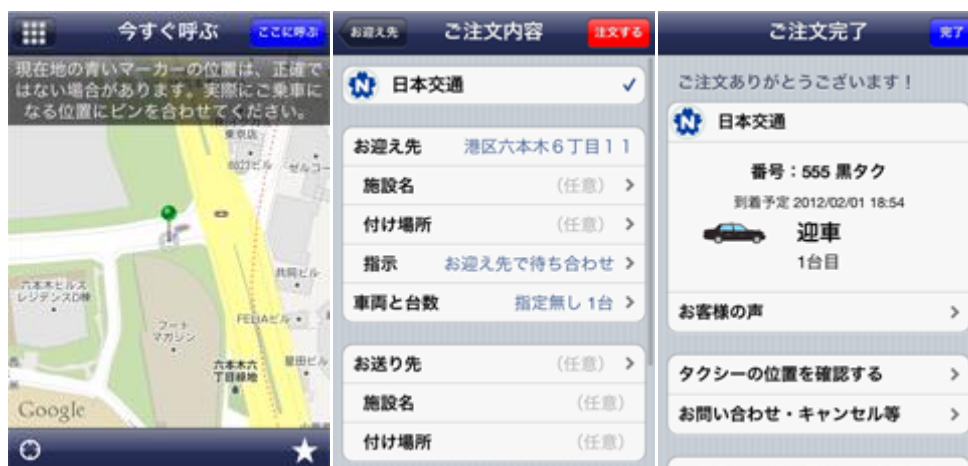 今すぐ呼ぶ
ここに呼ぶ
現在地の青いマーカーの位置は、正確で
はない場合があります。実際にご乗車に
なる位置にピンを合わせてください。
東京店
ゼルコー
共同ビル
六本木ヒルズ
レジデンスD棟
フート
マガジン
FELIAビル
六本木六
丁目緑地
星田ビル
Google
お迎え先
ご注文内容
注文する
日本交通
お迎え先 港区六本木6丁目11
施設名 (任意)
付け場所 (任意)
指示 お迎え先で待ち合わせ
車両と台数 指定無し 1台
お送り先 (任意)
施設名 (任意)
付け場所 (任意)
ご注文完了
完了
ご注文ありがとうございます!
日本交通
番号:555 黒タク
到着予定 2012/02/01 18:54
迎車
1台目
お客様の声
タクシーの位置を確認する
お問い合わせ・キャンセル等